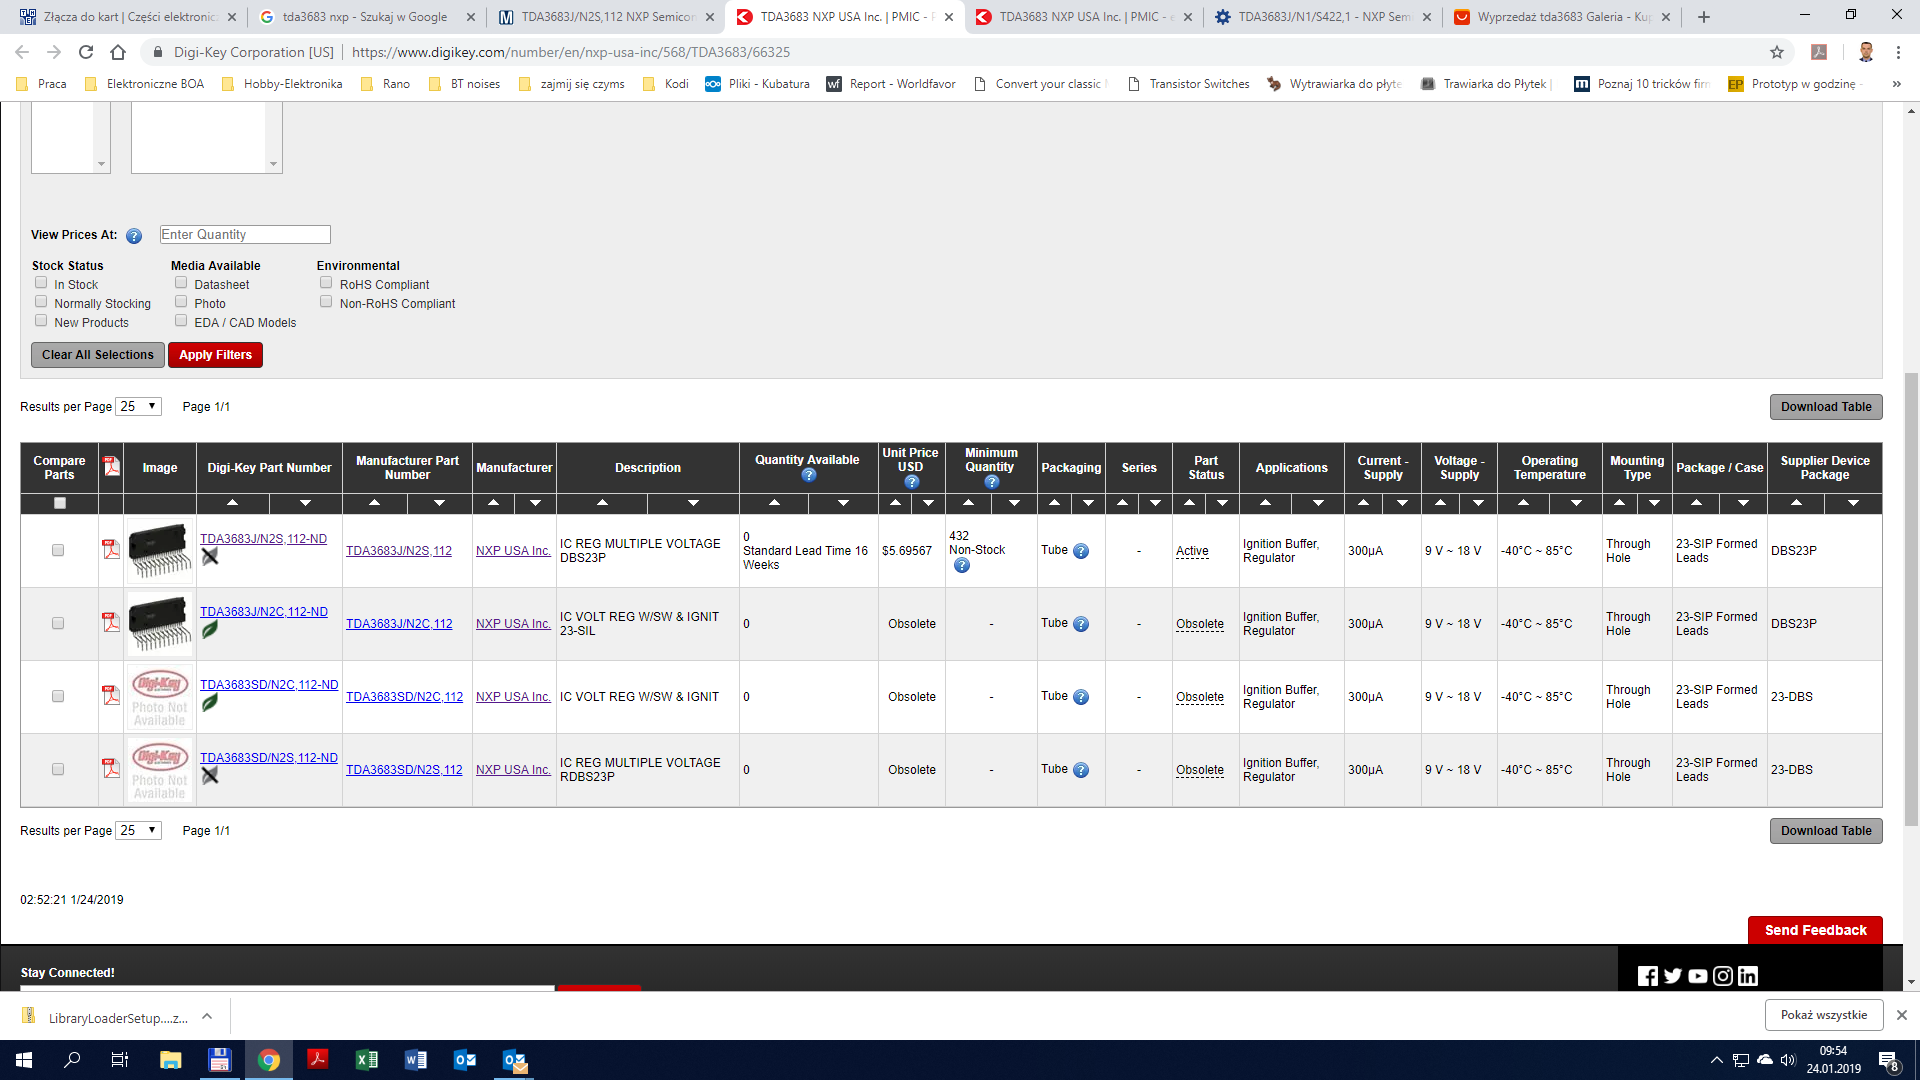 Złącza do kart | Części elektronic
tda3683 nxp - Szukaj w Google
TDA3683J/N2S,112 NXP Semicon
TDA3683 NXP USA Inc. | PMIC - F
TDA3683 NXP USA Inc. | PMIC - e
TDA3683J/N1/S422,1 - NXP Sem
Wyprzedaż tda3683 Galeria - Kup
Digi-Key Corporation [US] | https://www.digikey.com/number/en/nxp-usa-inc/568/TDA3683/66325
Praca
Elektroniczne BOA
Hobby-Elektronika
Rano
BT noises
zajmij się czyms
Kodi
Pliki - Kubatura
wf Report - Worldfavor
Convert your classic
Transistor Switches
Wytrawiarka do płyte
Trawiarka do Płytek |
m Poznaj 10 tricków firm
EP Prototyp w godzinę -
»
View Prices At: ? Enter Quantity
Stock Status Media Available Environmental
In Stock Datasheet RoHS Compliant
Normally Stocking Photo Non-RoHS Compliant
New Products EDA / CAD Models
Clear All Selections Apply Filters
Results per Page 25 Page 1/1
Download Table
Compare Parts
Image
Digi-Key Part Number
Manufacturer Part Number
Manufacturer
Description
Quantity Available ?
Unit Price USD ?
Minimum Quantity ?
Packaging
Series
Part Status
Applications
Current - Supply
Voltage - Supply
Operating Temperature
Mounting Type
Package / Case
Supplier Device Package
TDA3683J/N2S,112-ND
TDA3683J/N2S,112
NXP USA Inc.
IC REG MULTIPLE VOLTAGE
DBS23P
0
Standard Lead Time 16
Weeks
$5.69567
432
Non-Stock
?
Tube ?
-
Active
Ignition Buffer,
Regulator
300µA
9 V ~ 18 V
-40°C ~ 85°C
Through
Hole
23-SIP Formed
Leads
DBS23P
TDA3683J/N2C,112-ND
TDA3683J/N2C,112
NXP USA Inc.
IC VOLT REG W/SW & IGNIT
23-SIL
0
Obsolete
-
Tube ?
-
Obsolete
Ignition Buffer,
Regulator
300µA
9 V ~ 18 V
-40°C ~ 85°C
Through
Hole
23-SIP Formed
Leads
DBS23P
Digi-Key
Photo Not
Available
TDA3683SD/N2C,112-ND
TDA3683SD/N2C,112
NXP USA Inc.
IC VOLT REG W/SW & IGNIT
0
Obsolete
-
Tube ?
-
Obsolete
Ignition Buffer,
Regulator
300µA
9 V ~ 18 V
-40°C ~ 85°C
Through
Hole
23-SIP Formed
Leads
23-DBS
Digi-Key
Photo Not
Available
TDA3683SD/N2S,112-ND
TDA3683SD/N2S,112
NXP USA Inc.
IC REG MULTIPLE VOLTAGE
RDBS23P
0
Obsolete
-
Tube ?
-
Obsolete
Ignition Buffer,
Regulator
300µA
9 V ~ 18 V
-40°C ~ 85°C
Through
Hole
23-SIP Formed
Leads
23-DBS
Results per Page 25 Page 1/1
Download Table
02:52:21 1/24/2019
Send Feedback
Stay Connected!
LibraryLoaderSetup....z...
Pokaż wszystkie
09:54
24.01.2019
8